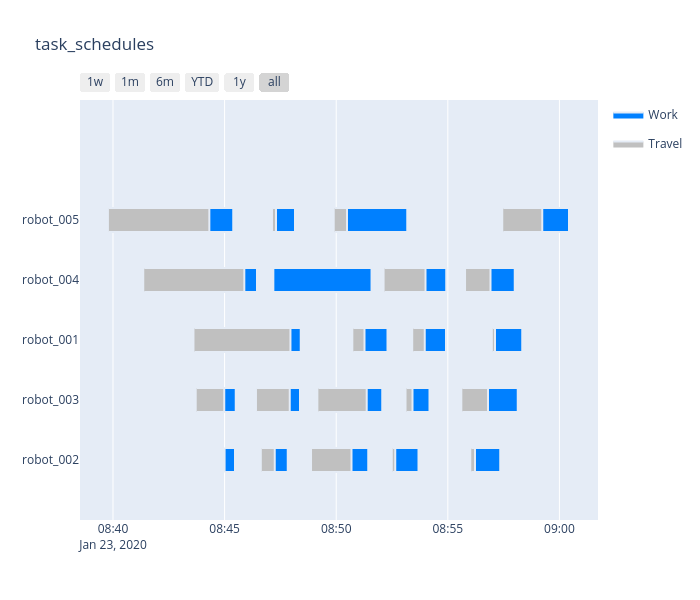 task_schedules
1w 1m 6m YTD 1y all
Work
Travel
robot_005
robot_004
robot_001
robot_003
robot_002
08:40 08:45 08:50 08:55 09:00
Jan 23, 2020